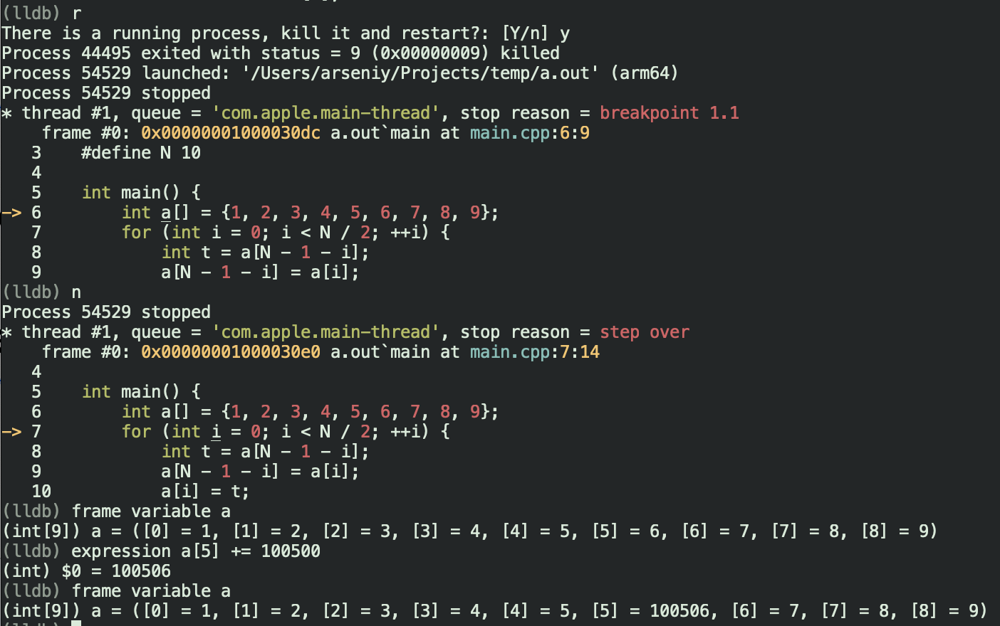 (lldb) r
There is a running process, kill it and restart?: [Y/n] y
Process 44495 exited with status = 9 (0x00000009) killed
Process 54529 launched: '/Users/arseniy/Projects/temp/a.out' (arm64)
Process 54529 stopped
* thread #1, queue = 'com.apple.main-thread', stop reason = breakpoint 1.1
    frame #0: 0x00000001000030dc a.out`main at main.cpp:6:9
   3    #define N 10
   4
   5    int main() {
-> 6        int a[] = {1, 2, 3, 4, 5, 6, 7, 8, 9};
   7        for (int i = 0; i < N / 2; ++i) {
   8            int t = a[N - 1 - i];
   9            a[N - 1 - i] = a[i];
(lldb) n
Process 54529 stopped
* thread #1, queue = 'com.apple.main-thread', stop reason = step over
    frame #0: 0x00000001000030e0 a.out`main at main.cpp:7:14
   4
   5    int main() {
   6        int a[] = {1, 2, 3, 4, 5, 6, 7, 8, 9};
-> 7        for (int i = 0; i < N / 2; ++i) {
   8            int t = a[N - 1 - i];
   9            a[N - 1 - i] = a[i];
   10           a[i] = t;
(lldb) frame variable a
(int[9]) a = ([0] = 1, [1] = 2, [2] = 3, [3] = 4, [4] = 5, [5] = 6, [6] = 7, [7] = 8, [8] = 9)
(lldb) expression a[5] += 100500
(int) $0 = 100506
(lldb) frame variable a
(int[9]) a = ([0] = 1, [1] = 2, [2] = 3, [3] = 4, [4] = 5, [5] = 100506, [6] = 7, [7] = 8, [8] = 9)